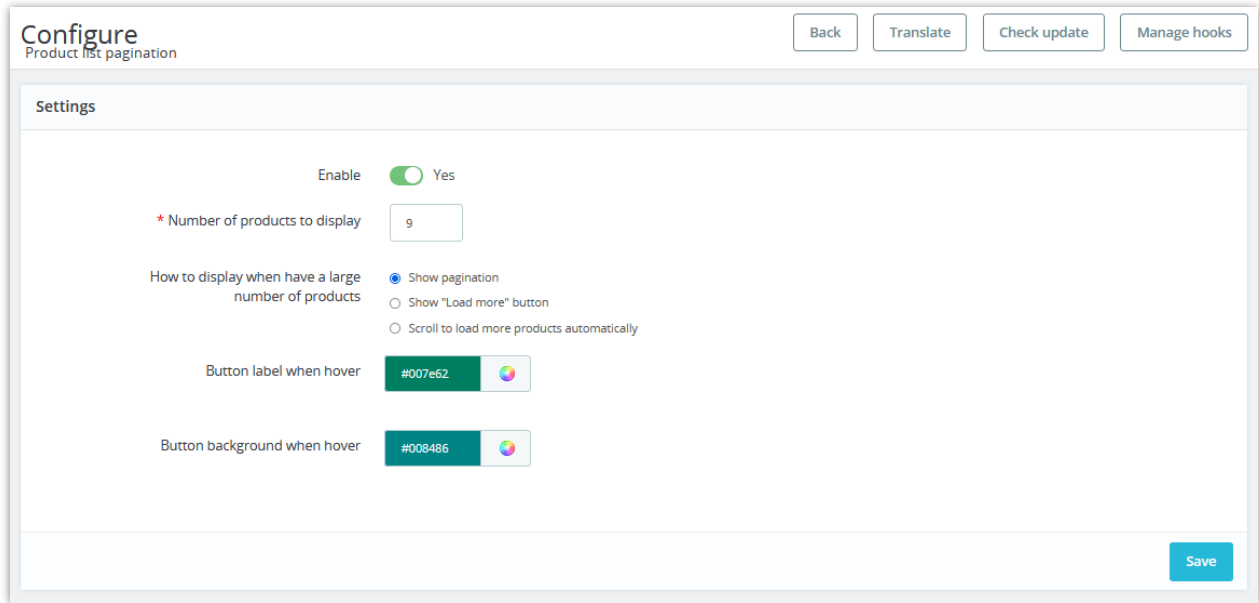 Configure
Product list pagination
Back
Translate
Check update
Manage hooks
Settings
Enable
Yes
* Number of products to display
9
How to display when have a large
number of products
Show pagination
Show "Load more" button
Scroll to load more products automatically
Button label when hover
#007e62
Button background when hover
#008486
Save